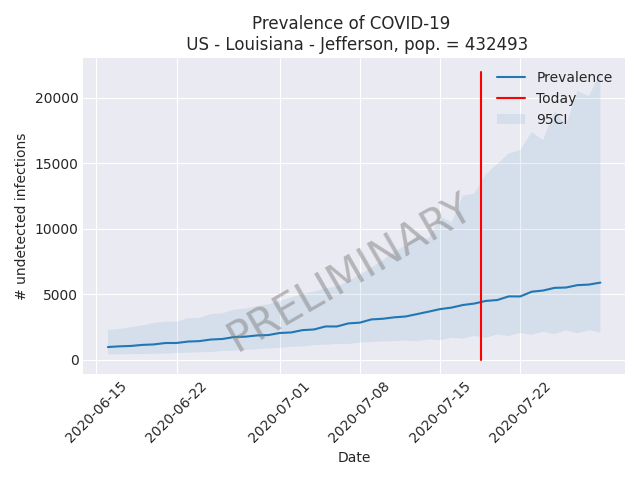 Prevalence of COVID-19
US - Louisiana - Jefferson, pop. = 432493
Prevalence
Today
95CI
20000
15000
10000
5000
0
# undetected infections
PRELIMINARY
2020-06-15
2020-06-22
2020-07-01
2020-07-08
2020-07-15
2020-07-22
Date